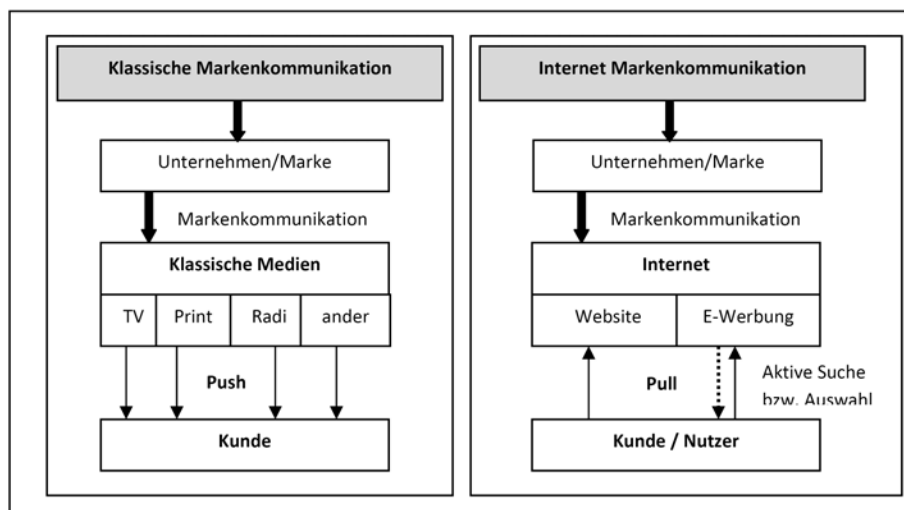 Klassische Markenkommunikation
Unternehmen/Marke
Markenkommunikation
Klassische Medien
TV Print Radi ander
Push
Kunde
Internet Markenkommunikation
Unternehmen/Marke
Markenkommunikation
Internet
Website E-Werbung
Pull
Aktive Suche
bzw. Auswahl
Kunde / Nutzer